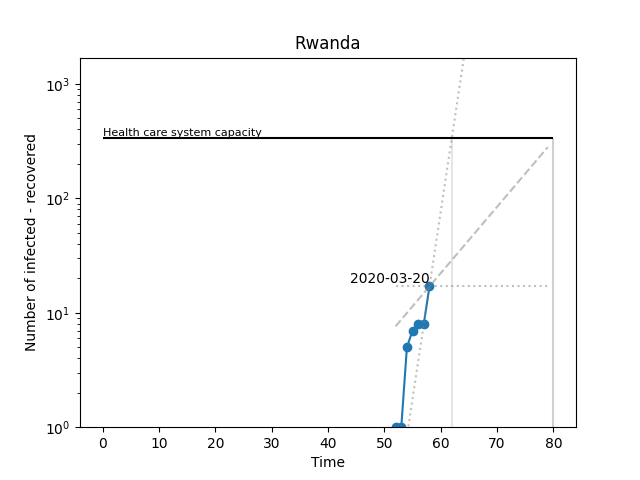 Rwanda
Number of infected - recovered
10³
10²
10¹
10⁰
Health care system capacity
2020-03-20
0 10 20 30 40 50 60 70 80
Time